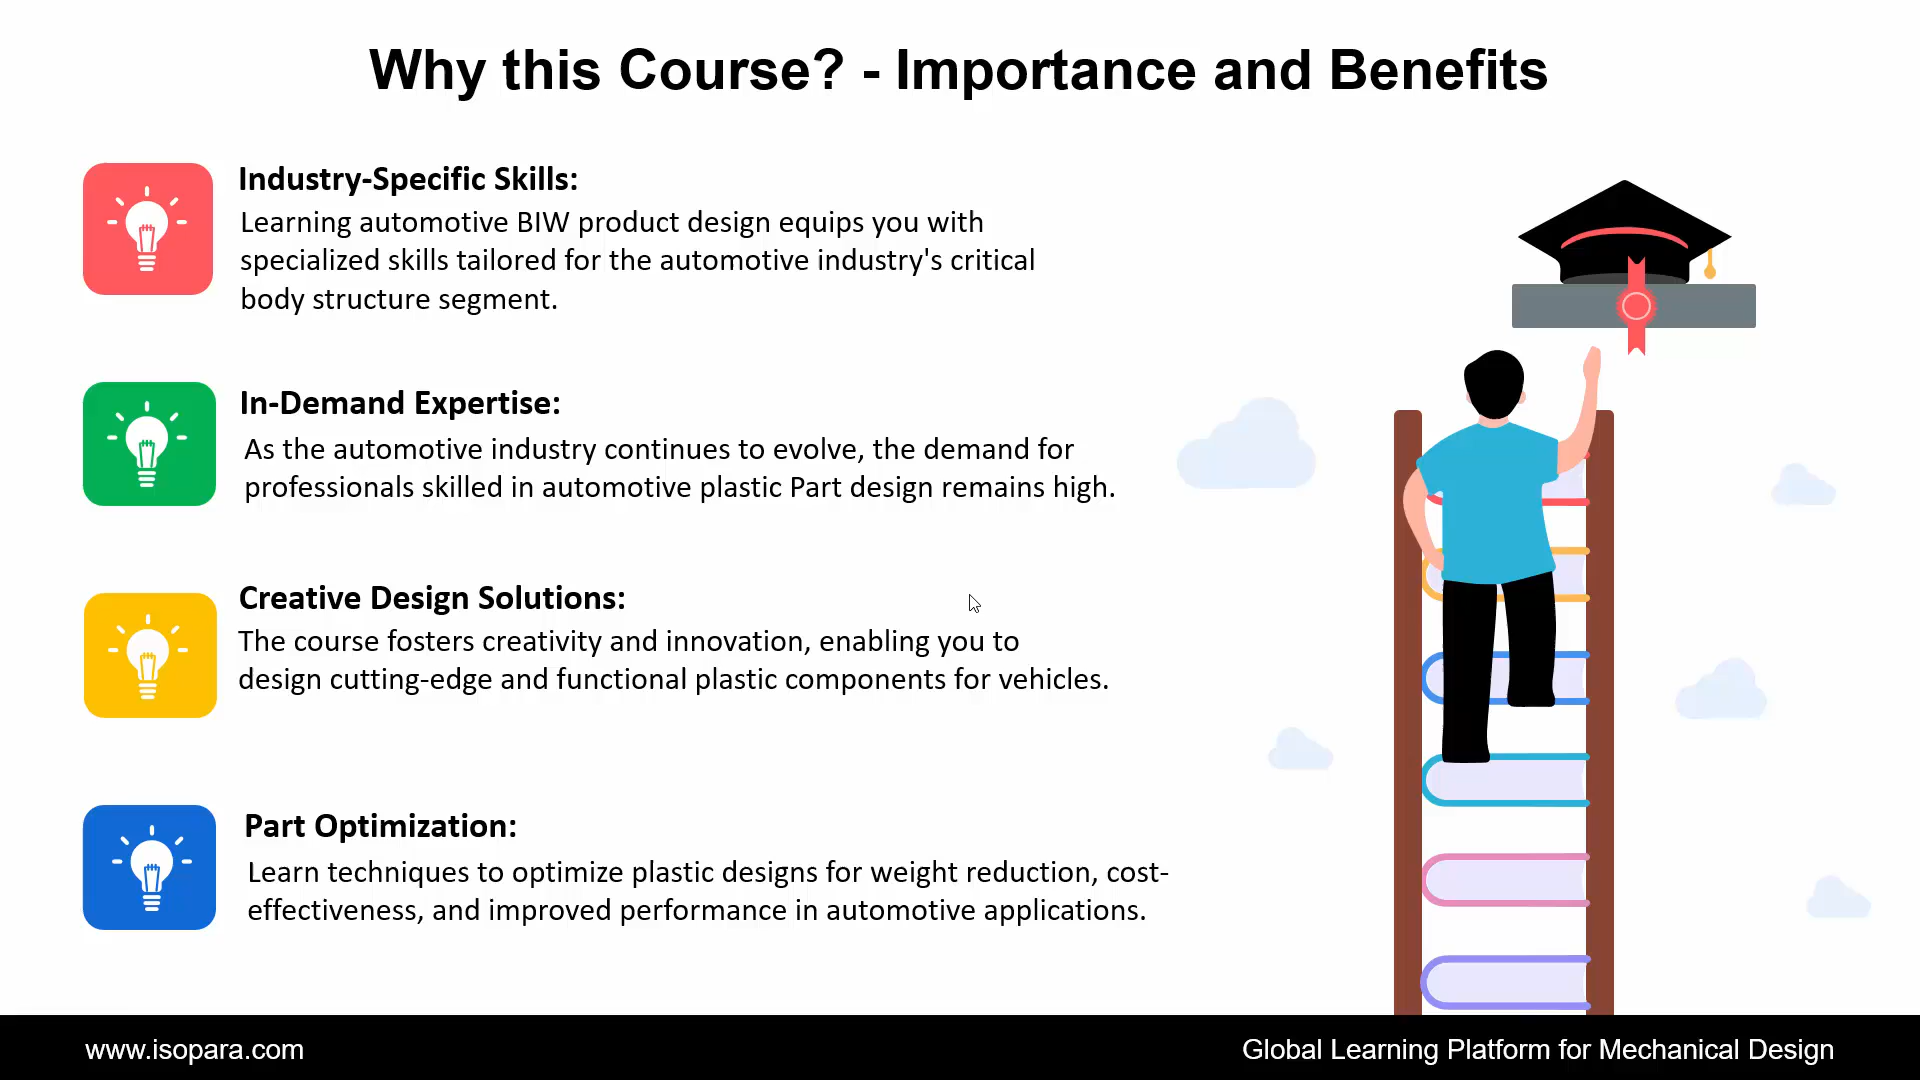 Why this Course? - Importance and Benefits
Industry-Specific Skills:
Learning automotive BIW product design equips you with
specialized skills tailored for the automotive industry's critical
body structure segment.
In-Demand Expertise:
As the automotive industry continues to evolve, the demand for
professionals skilled in automotive plastic Part design remains high.
Creative Design Solutions:
The course fosters creativity and innovation, enabling you to
design cutting-edge and functional plastic components for vehicles.
Part Optimization:
Learn techniques to optimize plastic designs for weight reduction, cost-
effectiveness, and improved performance in automotive applications.
www.isopara.com
Global Learning Platform for Mechanical Design